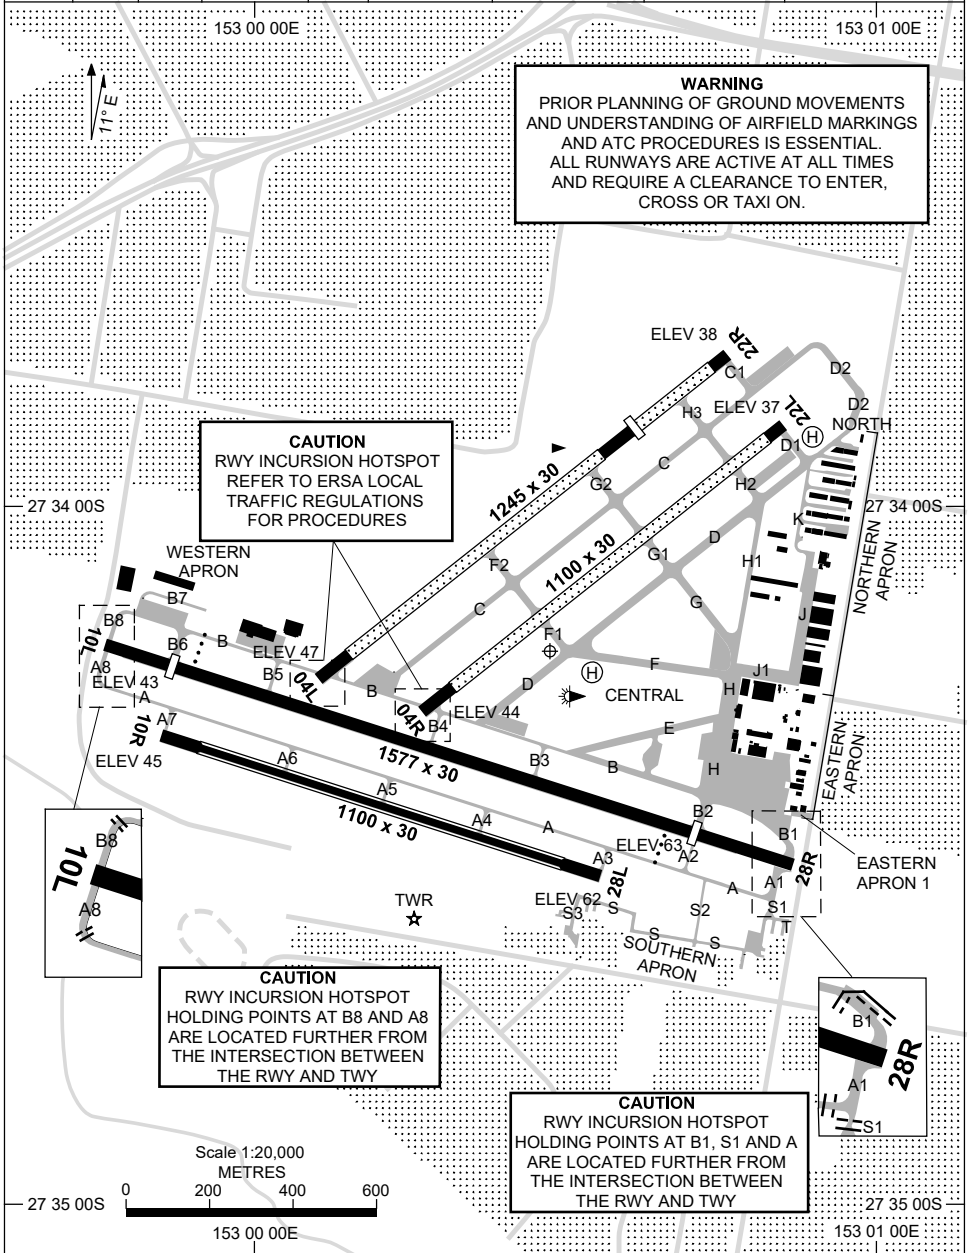 153 00 00E
153 01 00E
11° E
WARNING
PRIOR PLANNING OF GROUND MOVEMENTS
AND UNDERSTANDING OF AIRFIELD MARKINGS
AND ATC PROCEDURES IS ESSENTIAL.
ALL RUNWAYS ARE ACTIVE AT ALL TIMES
AND REQUIRE A CLEARANCE TO ENTER,
CROSS OR TAXI ON.
ELEV 38
22R
C1
D2
H3
ELEV 37
22L
D2
NORTH
H
D1
CAUTION
RWY INCURSION HOTSPOT
REFER TO ERSA LOCAL
TRAFFIC REGULATIONS
FOR PROCEDURES
C
G2
H2
1245 x 30
27 34 00S
27 34 00S
K
D
WESTERN
APRON
F2
1100 x 30
G1
H1
NORTHERN
APRON
B7
C
G
J
B8
10L
B6
B
F1
F
ELEV 47
B5
A8
ELEV 43
04L
B
D
H
CENTRAL
H
J1
A
04R
B4
ELEV 44
A7
10R
E
ELEV 45
A6
1577 x 30
B3
B
H
EASTERN
APRON
A5
1100 x 30
A4
A
B2
ELEV 63
B1
A3
A2
28R
EASTERN
APRON 1
28L
A
A1
B8
10L
A8
TWR
ELEV 62
S3
S
S2
S1
T
S
S
SOUTHERN
APRON
CAUTION
RWY INCURSION HOTSPOT
HOLDING POINTS AT B8 AND A8
ARE LOCATED FURTHER FROM
THE INTERSECTION BETWEEN
THE RWY AND TWY
B1
28R
A1
S1
CAUTION
RWY INCURSION HOTSPOT
HOLDING POINTS AT B1, S1 AND A
ARE LOCATED FURTHER FROM
THE INTERSECTION BETWEEN
THE RWY AND TWY
Scale 1:20,000
METRES
0 200 400 600
27 35 00S
27 35 00S
153 00 00E
153 01 00E